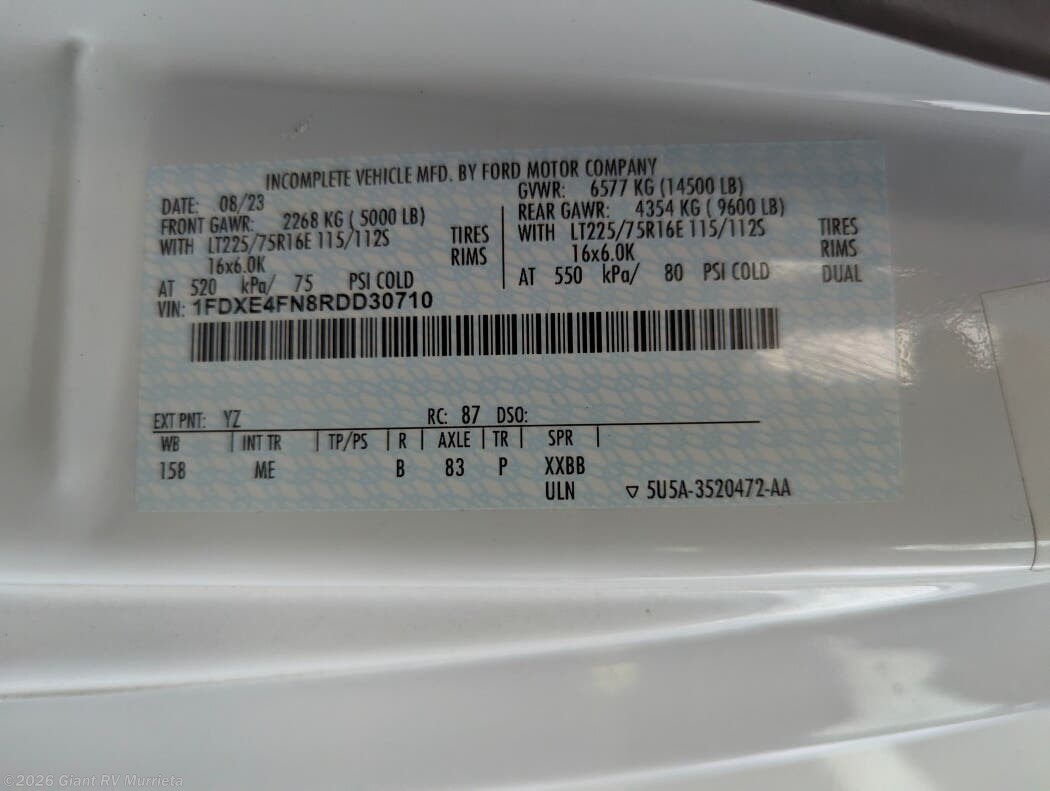 INCOMPLETE VEHICLE MFD. BY FORD MOTOR COMPANY
DATE: 08/23 GVWR: 6577 KG (14500 LB)
FRONT GAWR: 2268 KG ( 5000 LB) REAR GAWR: 4354 KG ( 9600 LB)
WITH LT225/75R16E 115/112S TIRES WITH LT225/75R16E 115/112S TIRES
16x6.0K RIMS 16x6.0K RIMS
AT 520 kPa/ 75 PSI COLD AT 550 kPa/ 80 PSI COLD DUAL
VIN: 1FDXE4FN8RDD30710
EXT PNT: YZ RC: 87 DSO:
WB | INT TR | TP/PS | R | AXLE | TR | SPR |
158 ME B 83 P XXBB
ULN ▽ 5U5A-3520472-AA
©2026 Giant RV Murrieta